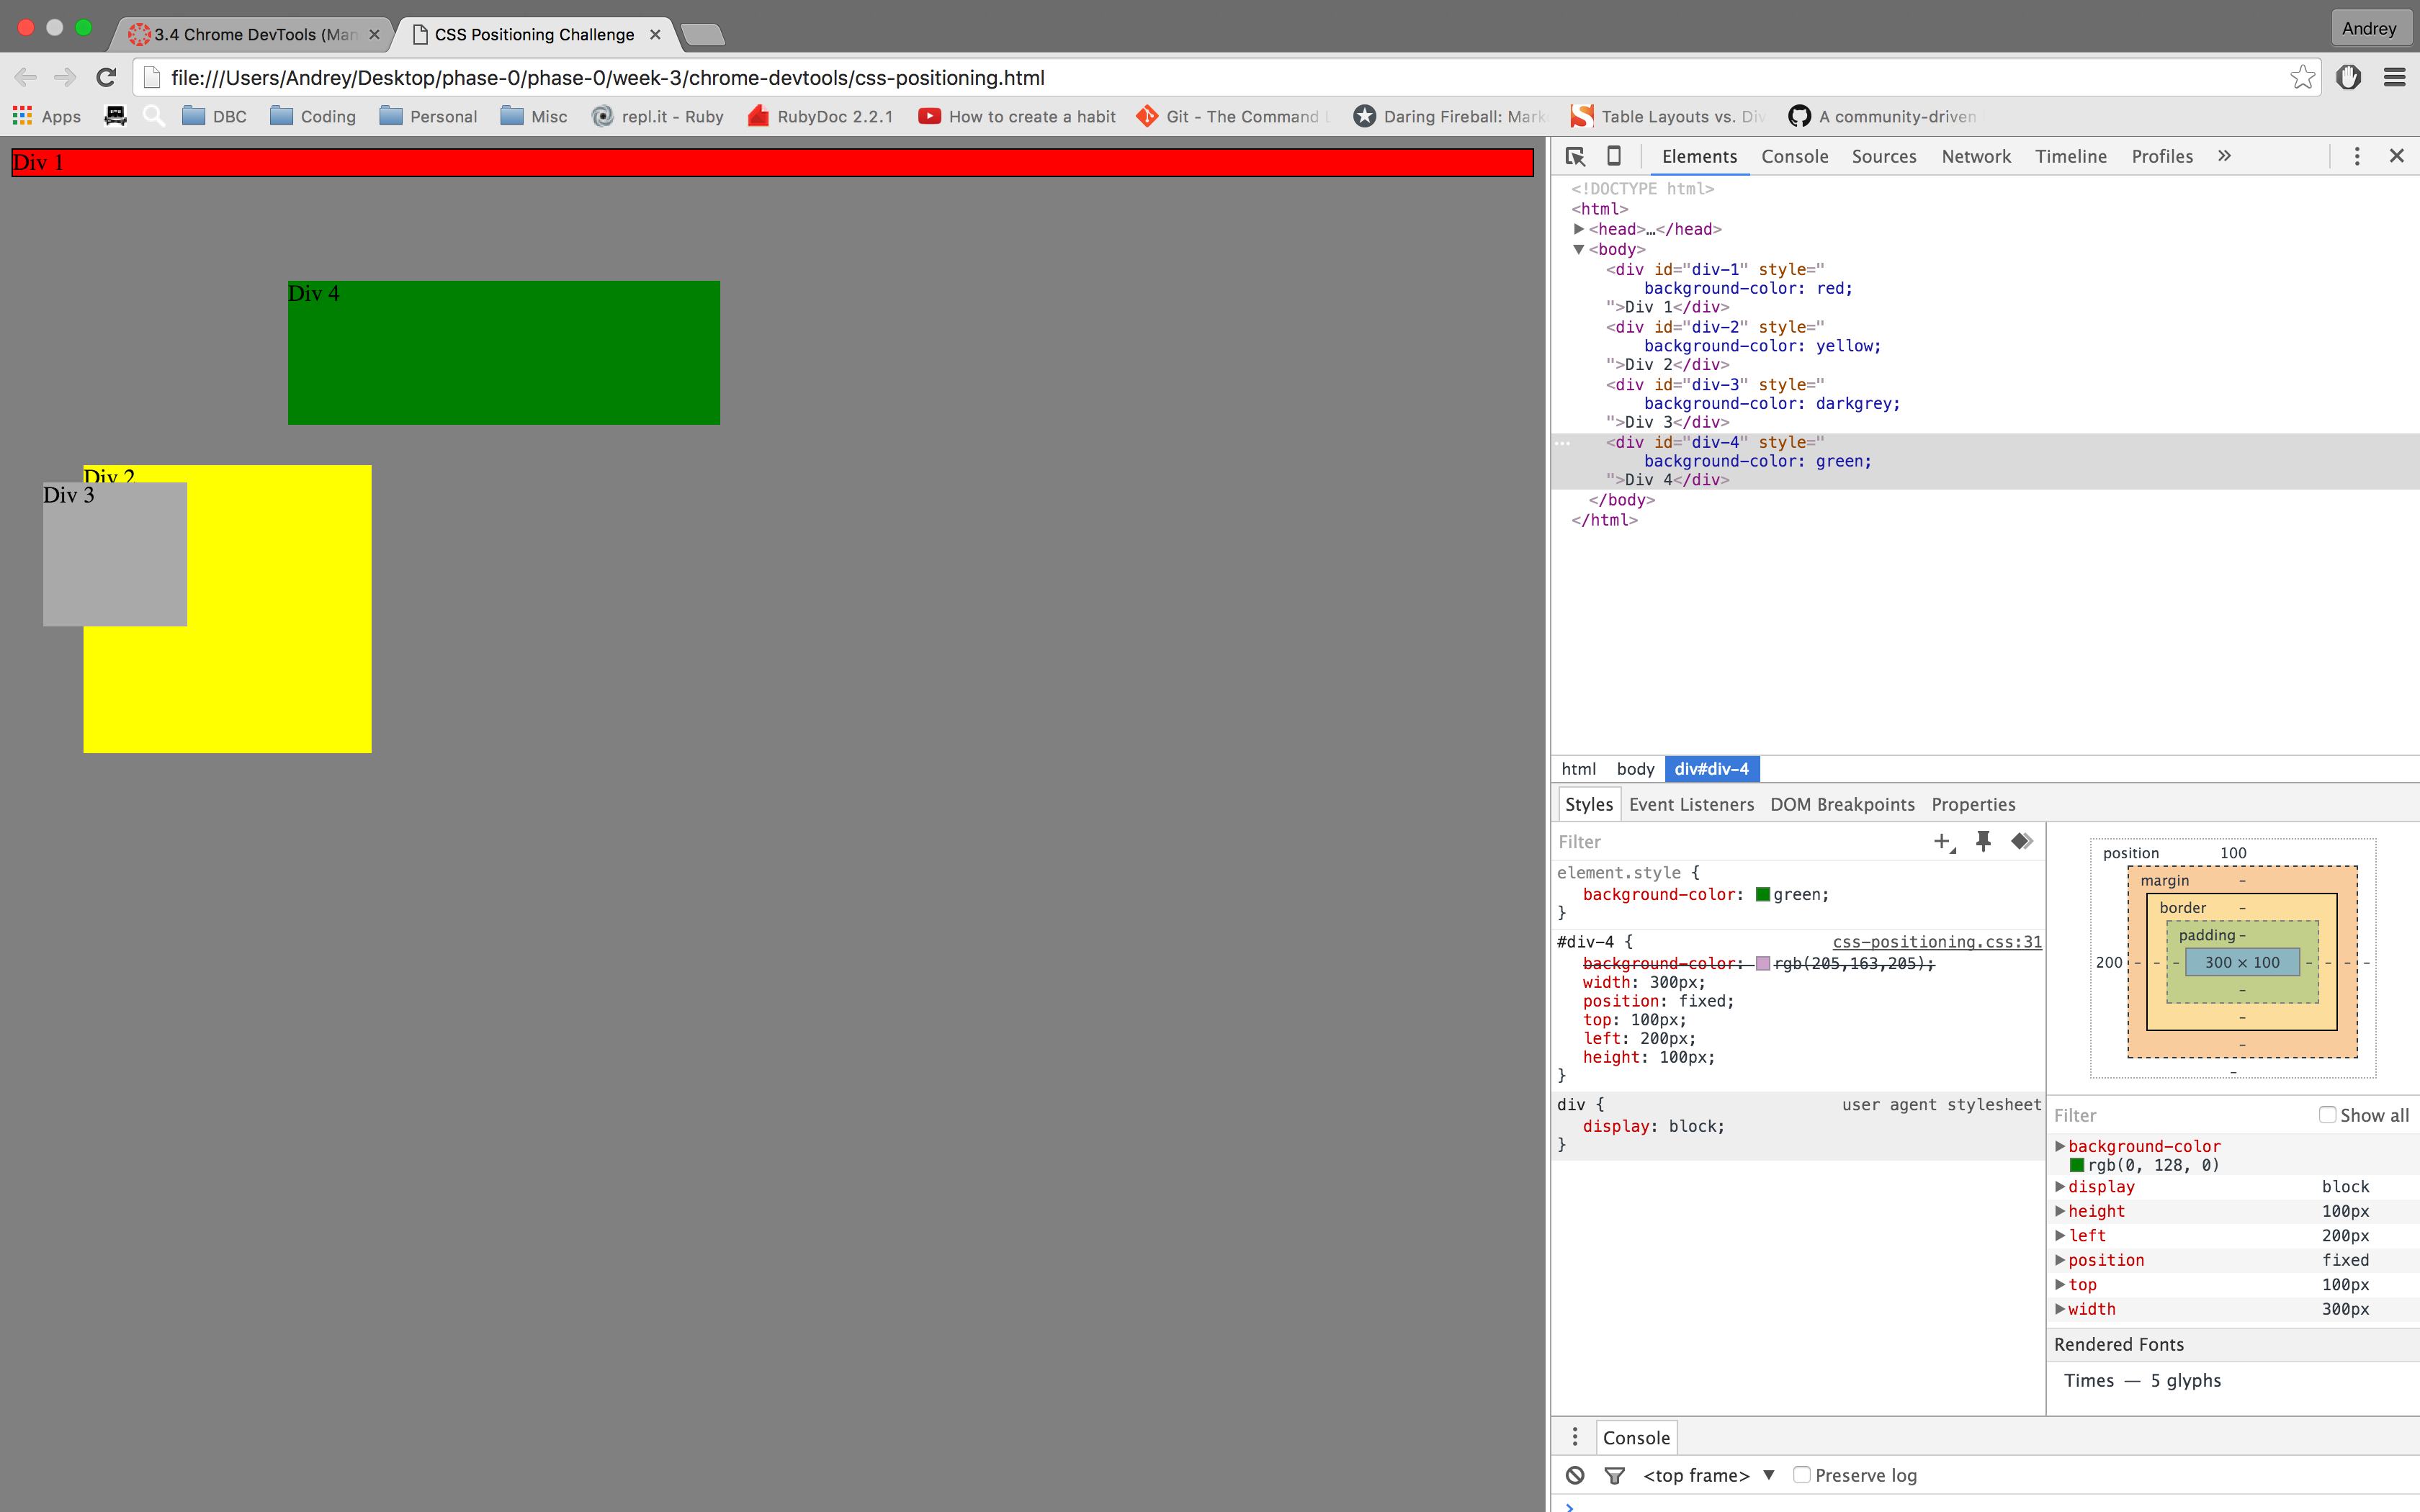 3.4 Chrome DevTools (Man
CSS Positioning Challenge
Andrey
file:///Users/Andrey/Desktop/phase-0/phase-0/week-3/chrome-devtools/css-positioning.html
Apps DBC Coding Personal Misc repl.it - Ruby RubyDoc 2.2.1 How to create a habit Git - The Command Daring Fireball: Mark Table Layouts vs. Div A community-driven
Div 1
Div 4
Div 2
Div 3
Elements Console Sources Network Timeline Profiles »
<!DOCTYPE html>
<html>
<head>…</head>
<body>
<div id="div-1" style="
background-color: red;
">Div 1</div>
<div id="div-2" style="
background-color: yellow;
">Div 2</div>
<div id="div-3" style="
background-color: darkgrey;
">Div 3</div>
<div id="div-4" style="
background-color: green;
">Div 4</div>
</body>
</html>
html body div#div-4
Styles Event Listeners DOM Breakpoints Properties
Filter
element.style {
background-color: green;
}
#div-4 { css-positioning.css:31
background-color: rgb(205,163,205);
width: 300px;
position: fixed;
top: 100px;
left: 200px;
height: 100px;
}
div { user agent stylesheet
display: block;
}
position 100
margin –
border –
padding –
200 – – – 300 × 100 – – – –
–
–
–
–
Filter Show all
background-color
rgb(0, 128, 0)
display block
height 100px
left 200px
position fixed
top 100px
width 300px
Rendered Fonts
Times — 5 glyphs
Console
<top frame> ▼ Preserve log